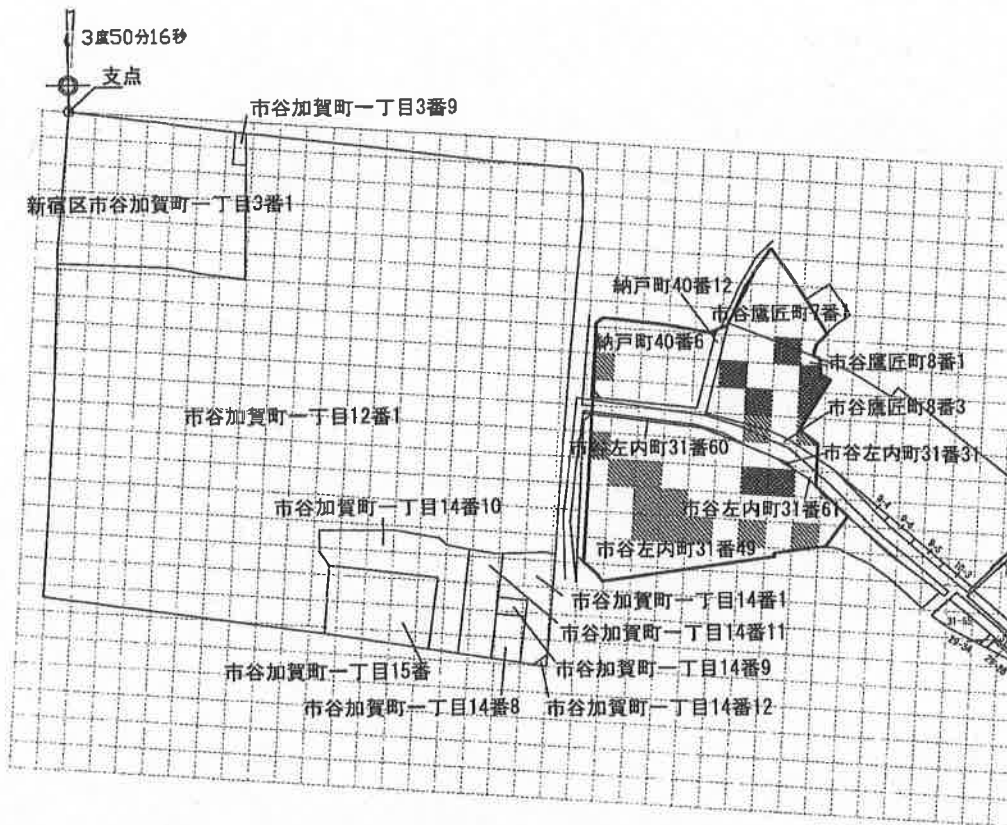 3度50分16秒
支点
市谷加賀町一丁目3番9
新宿区市谷加賀町一丁目3番1
納戸町40番12
市谷鷹匠町7番1
納戸町40番6
市谷鷹匠町8番1
市谷加賀町一丁目12番1
市谷鷹匠町8番3
市谷左内町31番60
市谷左内町31番31
市谷加賀町一丁目14番10
市谷左内町31番61
市谷左内町31番49
市谷加賀町一丁目14番1
市谷加賀町一丁目14番11
市谷加賀町一丁目15番
市谷加賀町一丁目14番9
市谷加賀町一丁目14番8
市谷加賀町一丁目14番12